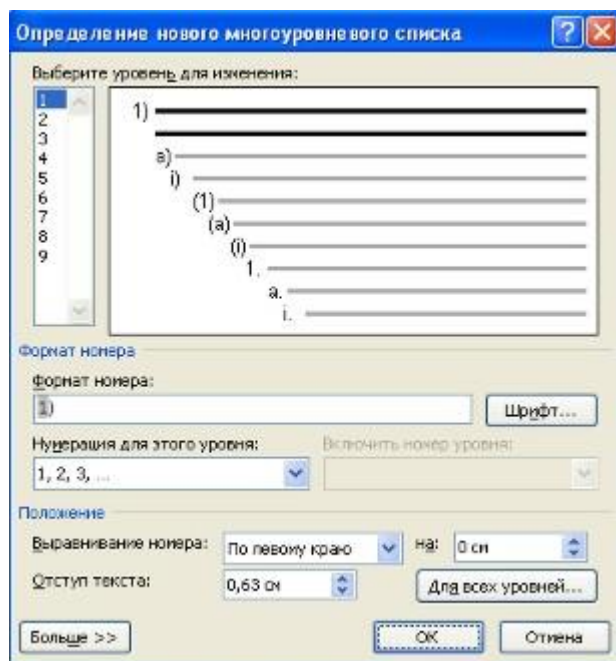 Определение нового многоуровневого списка
Выберите уровень для изменения:
1
2
3
4
5
6
7
8
9
1)
a)
i)
(1)
(a)
(i)
1.
a.
i.
Формат номера
Формат номера:
1)
Шрифт...
Нумерация для этого уровня:
Включить номер уровня:
1, 2, 3, ...
Положение
Выравнивание номера:
По левому краю
на:
0 см
Отступ текста:
0,63 см
Для всех уровней...
Больше >>
ОК
Отмена